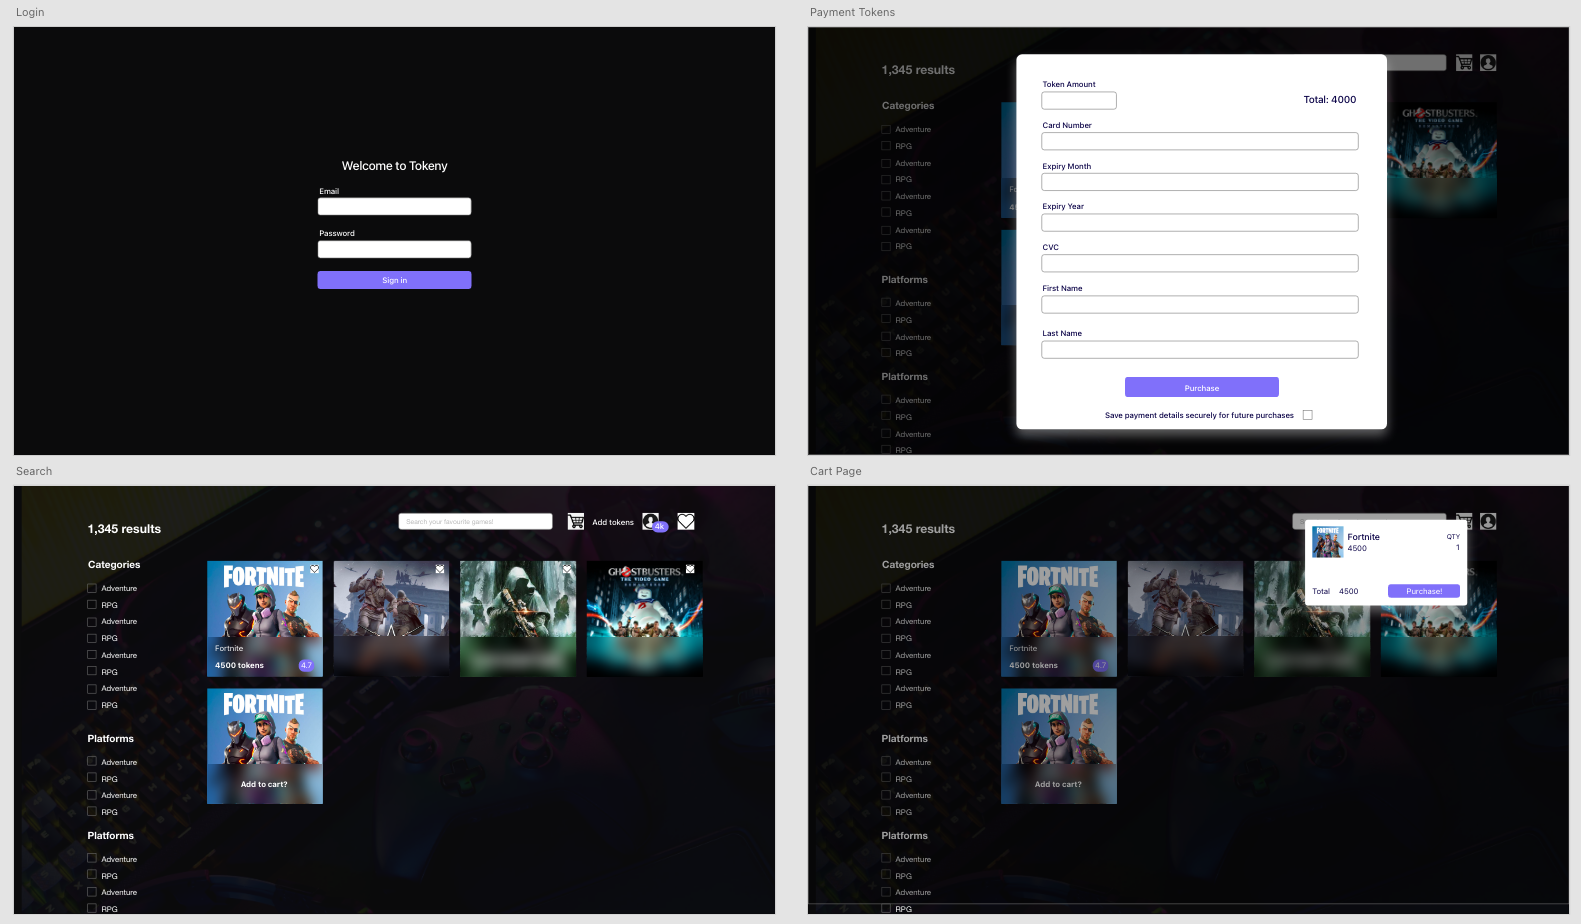 Login
Welcome to Tokeny
Email
Password
Sign in
Payment Tokens
1,345 results
Categories
Adventure
RPG
Adventure
RPG
Adventure
RPG
Adventure
RPG
Platforms
Adventure
RPG
Adventure
RPG
Platforms
Adventure
RPG
Adventure
RPG
Token Amount
Total: 4000
Card Number
Expiry Month
Expiry Year
CVC
First Name
Last Name
Purchase
Save payment details securely for future purchases
GHOSTBUSTERS
THE VIDEO GAME
REMASTERED
Search
1,345 results
Search your favourite games!
Add tokens
4k
Categories
Adventure
RPG
Adventure
RPG
Adventure
RPG
Adventure
RPG
Platforms
Adventure
RPG
Adventure
RPG
Platforms
Adventure
RPG
Adventure
RPG
FORTNITE
Fortnite
4500 tokens
4.7
GHOSTBUSTERS
THE VIDEO GAME
REMASTERED
FORTNITE
Add to cart?
Cart Page
1,345 results
Categories
Adventure
RPG
Adventure
RPG
Adventure
RPG
Adventure
RPG
Platforms
Adventure
RPG
Adventure
RPG
Platforms
Adventure
RPG
Adventure
RPG
FORTNITE
Fortnite
4500 tokens
4.7
FORTNITE
Add to cart?
FORTNITE
Fortnite
4500
QTY
1
Total 4500
Purchase!